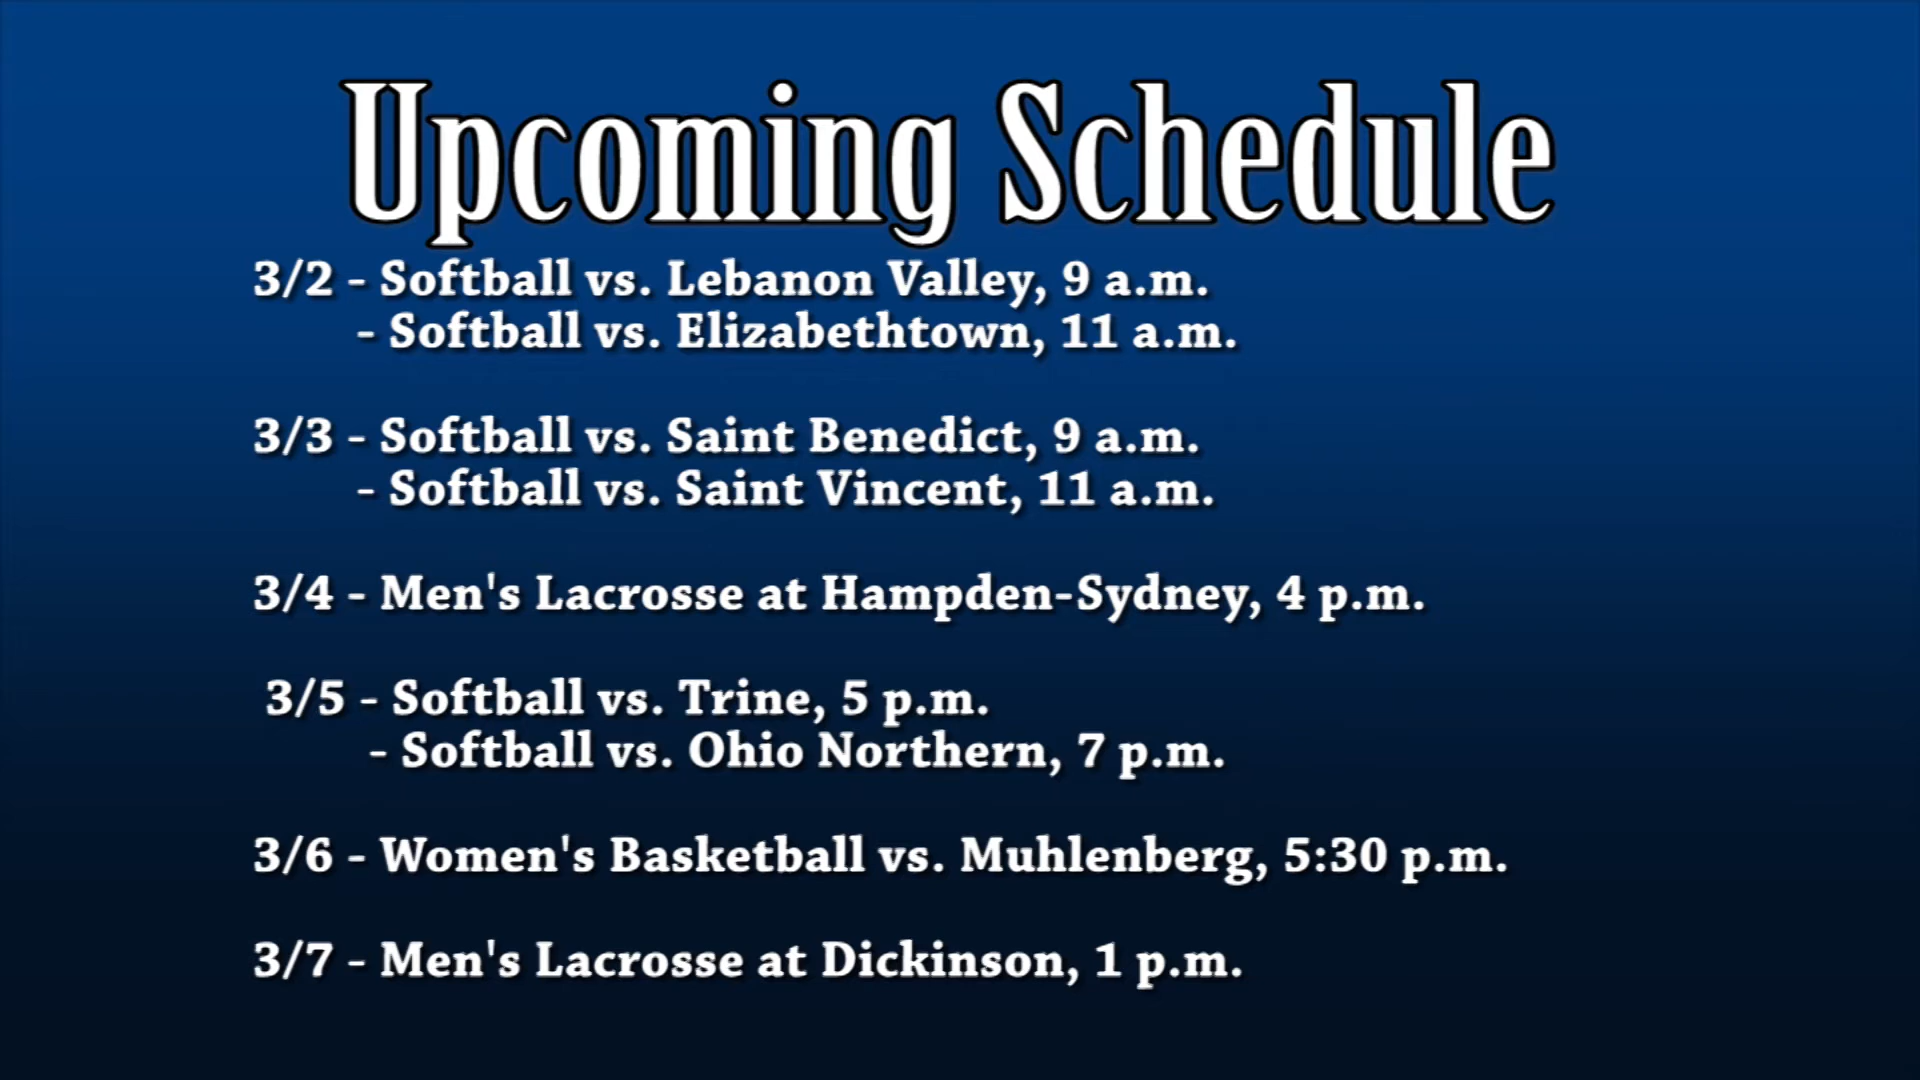 Upcoming Schedule
3/2 - Softball vs. Lebanon Valley, 9 a.m.
- Softball vs. Elizabethtown, 11 a.m.
3/3 - Softball vs. Saint Benedict, 9 a.m.
- Softball vs. Saint Vincent, 11 a.m.
3/4 - Men's Lacrosse at Hampden-Sydney, 4 p.m.
3/5 - Softball vs. Trine, 5 p.m.
- Softball vs. Ohio Northern, 7 p.m.
3/6 - Women's Basketball vs. Muhlenberg, 5:30 p.m.
3/7 - Men's Lacrosse at Dickinson, 1 p.m.